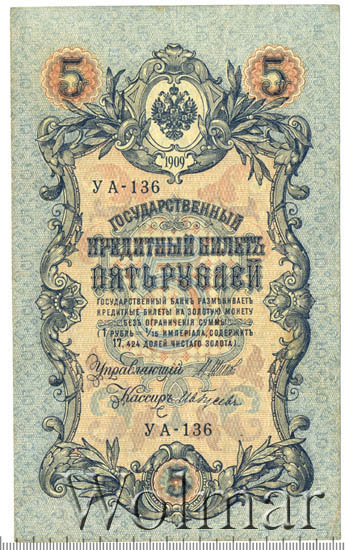 5 5
1909
УА-136
ГОСУДАРСТВЕННЫЙ
КРЕДИТНЫЙ БИЛЕТЪ
ПЯТЬ РУБЛЕЙ
ГОСУДАРСТВЕННЫЙ БАНКЪ РАЗМѢНИВАЕТЪ
КРЕДИТНЫЕ БИЛЕТЫ НА ЗОЛОТУЮ МОНЕТУ
БЕЗЪ ОГРАНИЧЕНІЯ СУММЫ
(1 РУБЛЬ = 1/15 ИМПЕРІАЛА, СОДЕРЖИТЪ
17,424 ДОЛЕЙ ЧИСТАГО ЗОЛОТА).
Управляющій
Кассиръ
УА-136
5
Wolmar